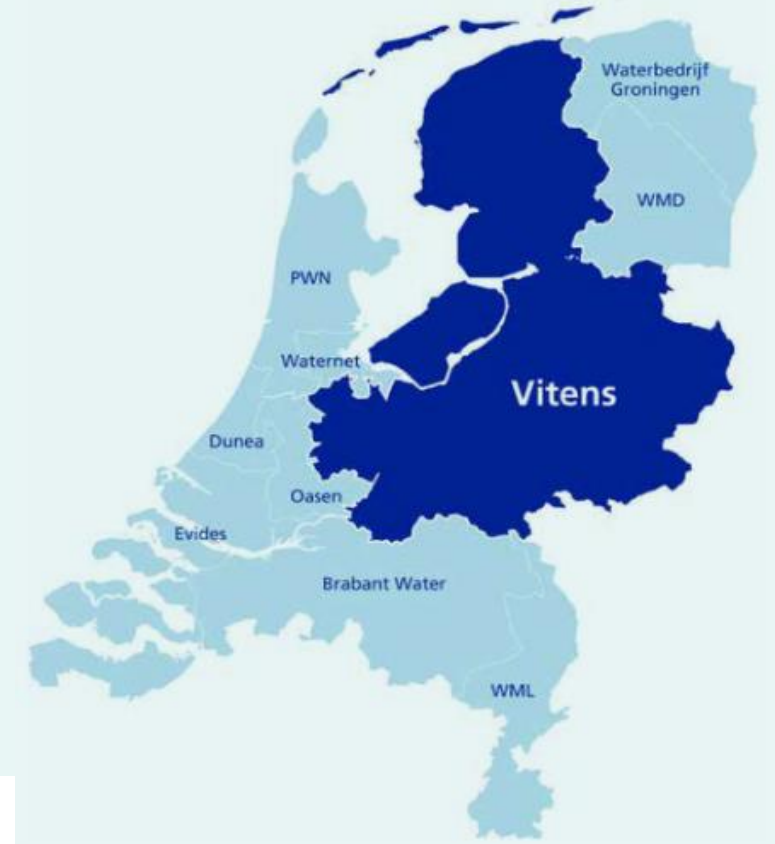 Waterbedrijf
Groningen
WMD
PWN
Waternet
Vitens
Dunea
Oasen
Evides
Brabant Water
WML